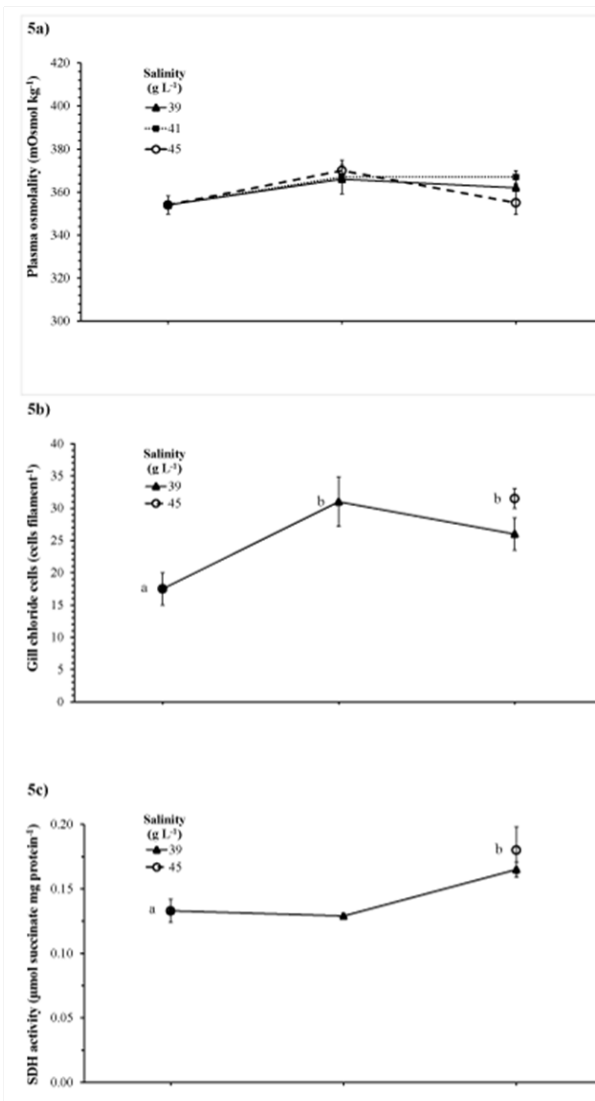 5a)
Salinity
(g L⁻¹)
39
41
45
Plasma osmolality (mOsmol kg⁻¹)
420
400
380
360
340
320
300
5b)
Salinity
(g L⁻¹)
39
45
Gill chloride cells (cells filament⁻¹)
40
35
30
25
20
15
10
5
0
a
b
b
5c)
Salinity
(g L⁻¹)
39
45
SDH activity (μmol succinate mg protein⁻¹)
0.20
0.15
0.10
0.05
0.00
a
b